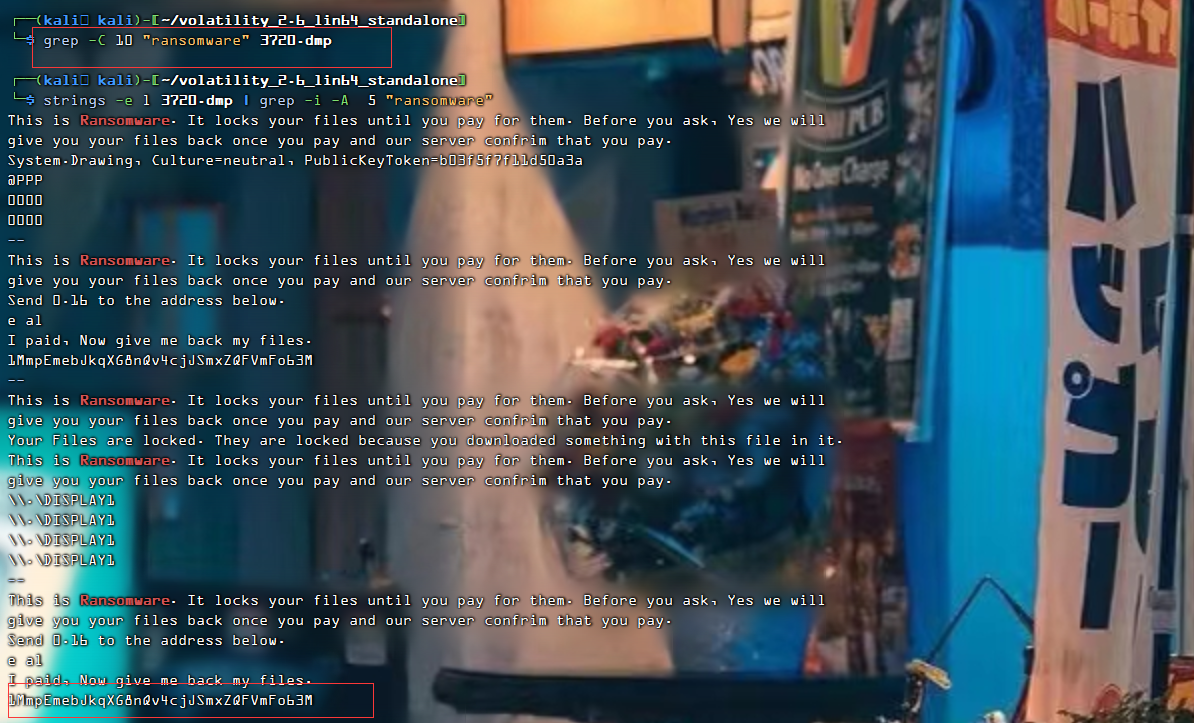 ┌──(kali㉿kali)-[~/volatility_2.6_lin64_standalone]
└─$ grep -C 10 "ransomware" 3720.dmp
┌──(kali㉿kali)-[~/volatility_2.6_lin64_standalone]
└─$ strings -e l 3720.dmp | grep -i -A  5 "ransomware"
This is Ransomware. It locks your files until you pay for them. Before you ask, Yes we will
give you your files back once you pay and our server confrim that you pay.
System.Drawing, Culture=neutral, PublicKeyToken=b03f5f7f11d50a3a
@PPP
0000
0000
--
This is Ransomware. It locks your files until you pay for them. Before you ask, Yes we will
give you your files back once you pay and our server confrim that you pay.
Send 0.16 to the address below.
e al
I paid, Now give me back my files.
1MmpEmebJkqXG8nQv4cjJSmxZQFVmFo63M
--
This is Ransomware. It locks your files until you pay for them. Before you ask, Yes we will
give you your files back once you pay and our server confrim that you pay.
Your Files are locked. They are locked because you downloaded something with this file in it.
This is Ransomware. It locks your files until you pay for them. Before you ask, Yes we will
give you your files back once you pay and our server confrim that you pay.
\\.\DISPLAY1
\\.\DISPLAY1
\\.\DISPLAY1
\\.\DISPLAY1
--
This is Ransomware. It locks your files until you pay for them. Before you ask, Yes we will
give you your files back once you pay and our server confrim that you pay.
Send 0.16 to the address below.
e al
I paid, Now give me back my files.
1MmpEmebJkqXG8nQv4cjJSmxZQFVmFo63M
PUB
No Cover Charge